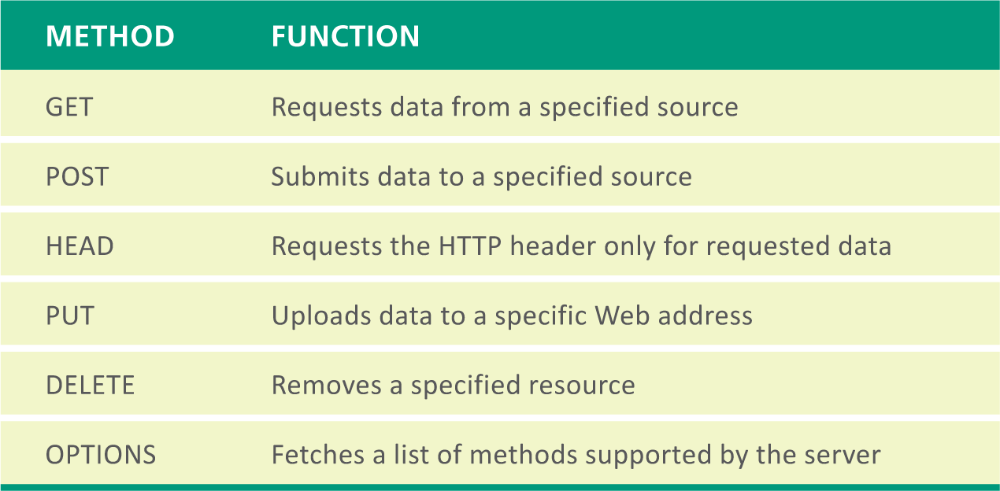 METHOD FUNCTION
GET Requests data from a specified source
POST Submits data to a specified source
HEAD Requests the HTTP header only for requested data
PUT Uploads data to a specific Web address
DELETE Removes a specified resource
OPTIONS Fetches a list of methods supported by the server